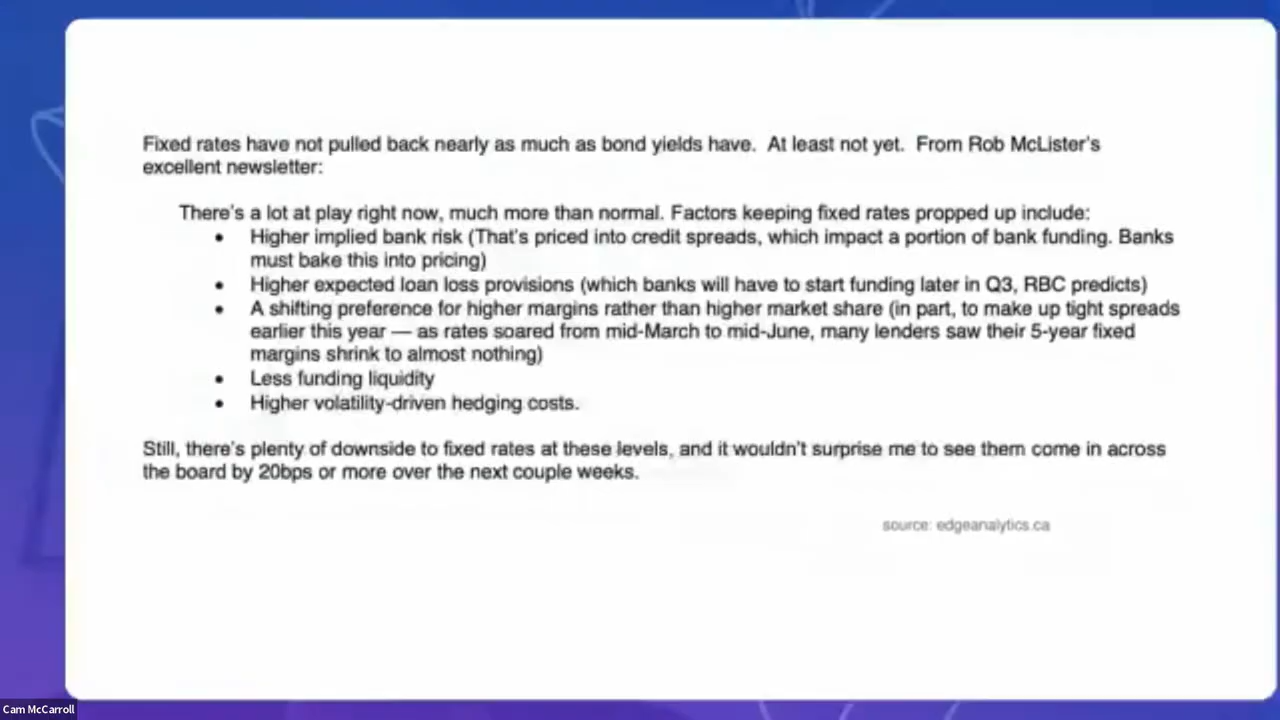 Fixed rates have not pulled back nearly as much as bond yields have.  At least not yet.  From Rob McLister's
excellent newsletter:
There's a lot at play right now, much more than normal. Factors keeping fixed rates propped up include:
• Higher implied bank risk (That's priced into credit spreads, which impact a portion of bank funding. Banks
must bake this into pricing)
• Higher expected loan loss provisions (which banks will have to start funding later in Q3, RBC predicts)
• A shifting preference for higher margins rather than higher market share (in part, to make up tight spreads
earlier this year — as rates soared from mid-March to mid-June, many lenders saw their 5-year fixed
margins shrink to almost nothing)
• Less funding liquidity
• Higher volatility-driven hedging costs.
Still, there's plenty of downside to fixed rates at these levels, and it wouldn't surprise me to see them come in across
the board by 20bps or more over the next couple weeks.
source: edgeanalytics.ca
Cam McCarroll